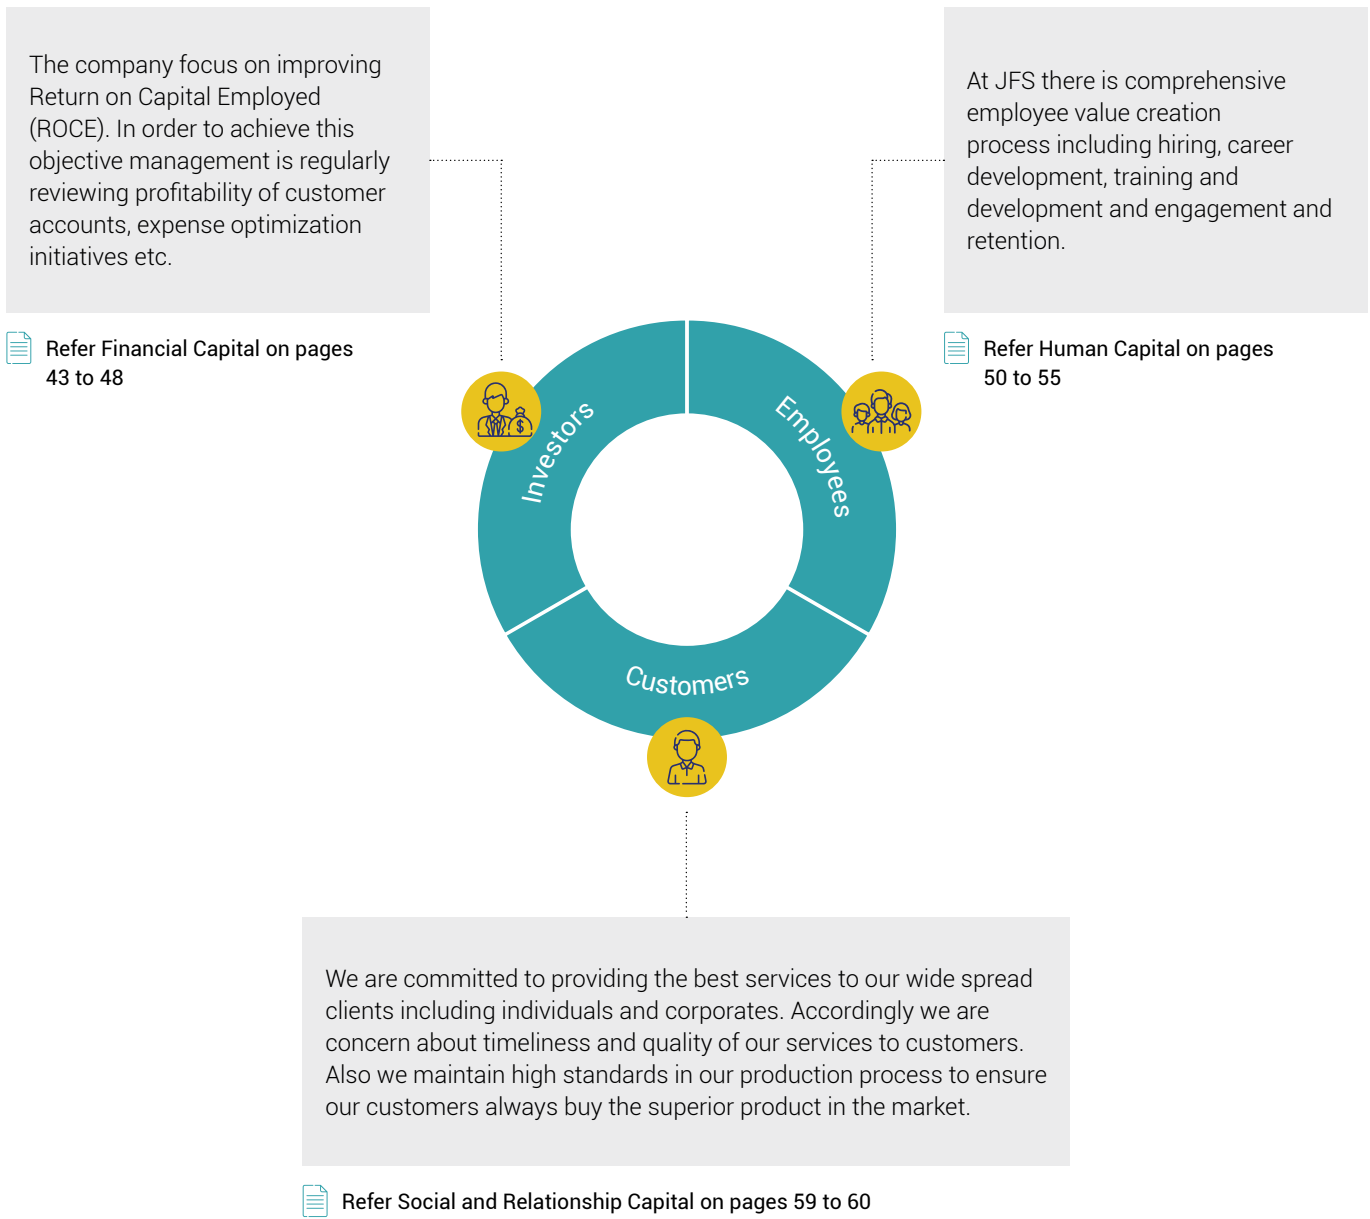 The company focus on improving
Return on Capital Employed
(ROCE). In order to achieve this
objective management is regularly
reviewing profitability of customer
accounts, expense optimization
initiatives etc.
Refer Financial Capital on pages
43 to 48
At JFS there is comprehensive
employee value creation
process including hiring, career
development, training and
development and engagement and
retention.
Refer Human Capital on pages
50 to 55
Investors
$
Employees
Customers
We are committed to providing the best services to our wide spread
clients including individuals and corporates. Accordingly we are
concern about timeliness and quality of our services to customers.
Also we maintain high standards in our production process to ensure
our customers always buy the superior product in the market.
Refer Social and Relationship Capital on pages 59 to 60